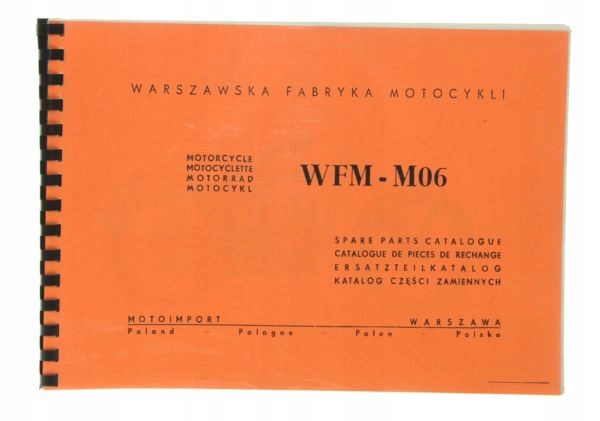 WARSZAWSKA FABRYKA MOTOCYKLI
MOTORCYCLE
MOTOCYCLETTE
MOTORRAD
MOTOCYKL
WFM - M06
SPARE PARTS CATALOGUE
CATALOGUE DE PIECES DE RECHANGE
ERSATZTEILKATALOG
KATALOG CZĘŚCI ZAMIENNYCH
MOTOIMPORT WARSZAWA
Poland - Pologne - Polen - Polska